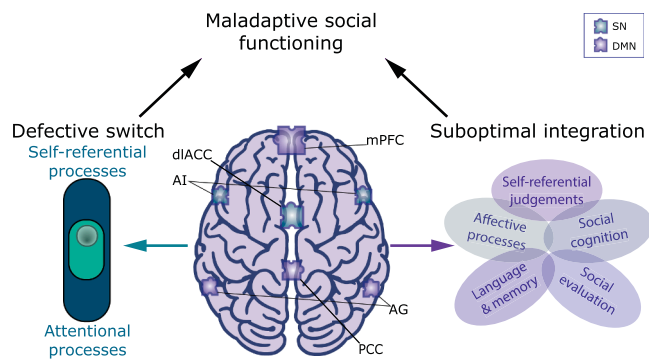 Maladaptive social
functioning
SN
DMN
Defective switch
Self-referential
processes
Attentional
processes
dlACC
AI
mPFC
AG
PCC
Suboptimal integration
Self-referential
judgements
Affective
processes
Social
cognition
Language
& memory
Social
evaluation